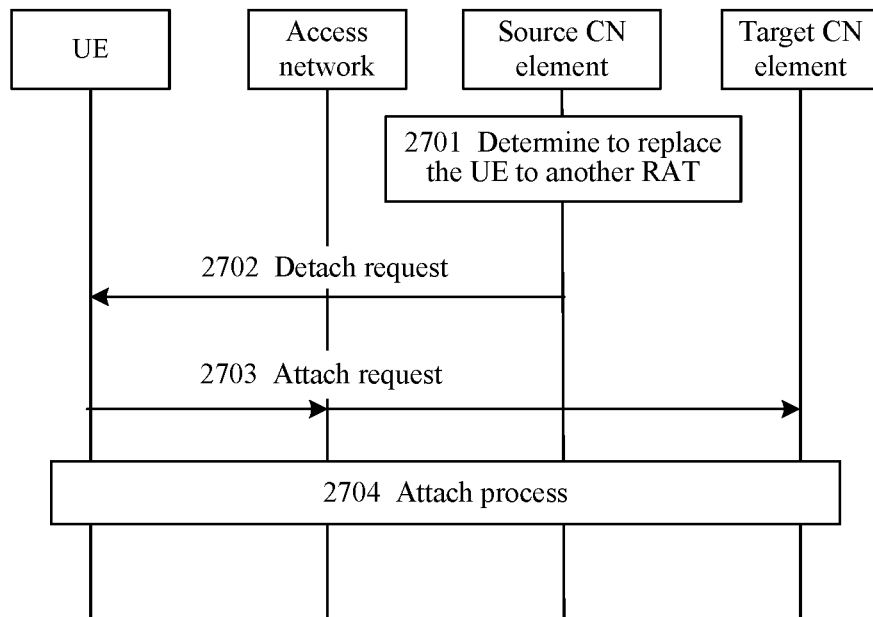 UE
Access
network
Source CN
element
Target CN
element
2701 Determine to replace
the UE to another RAT
2702 Detach request
2703 Attach request
2704 Attach process